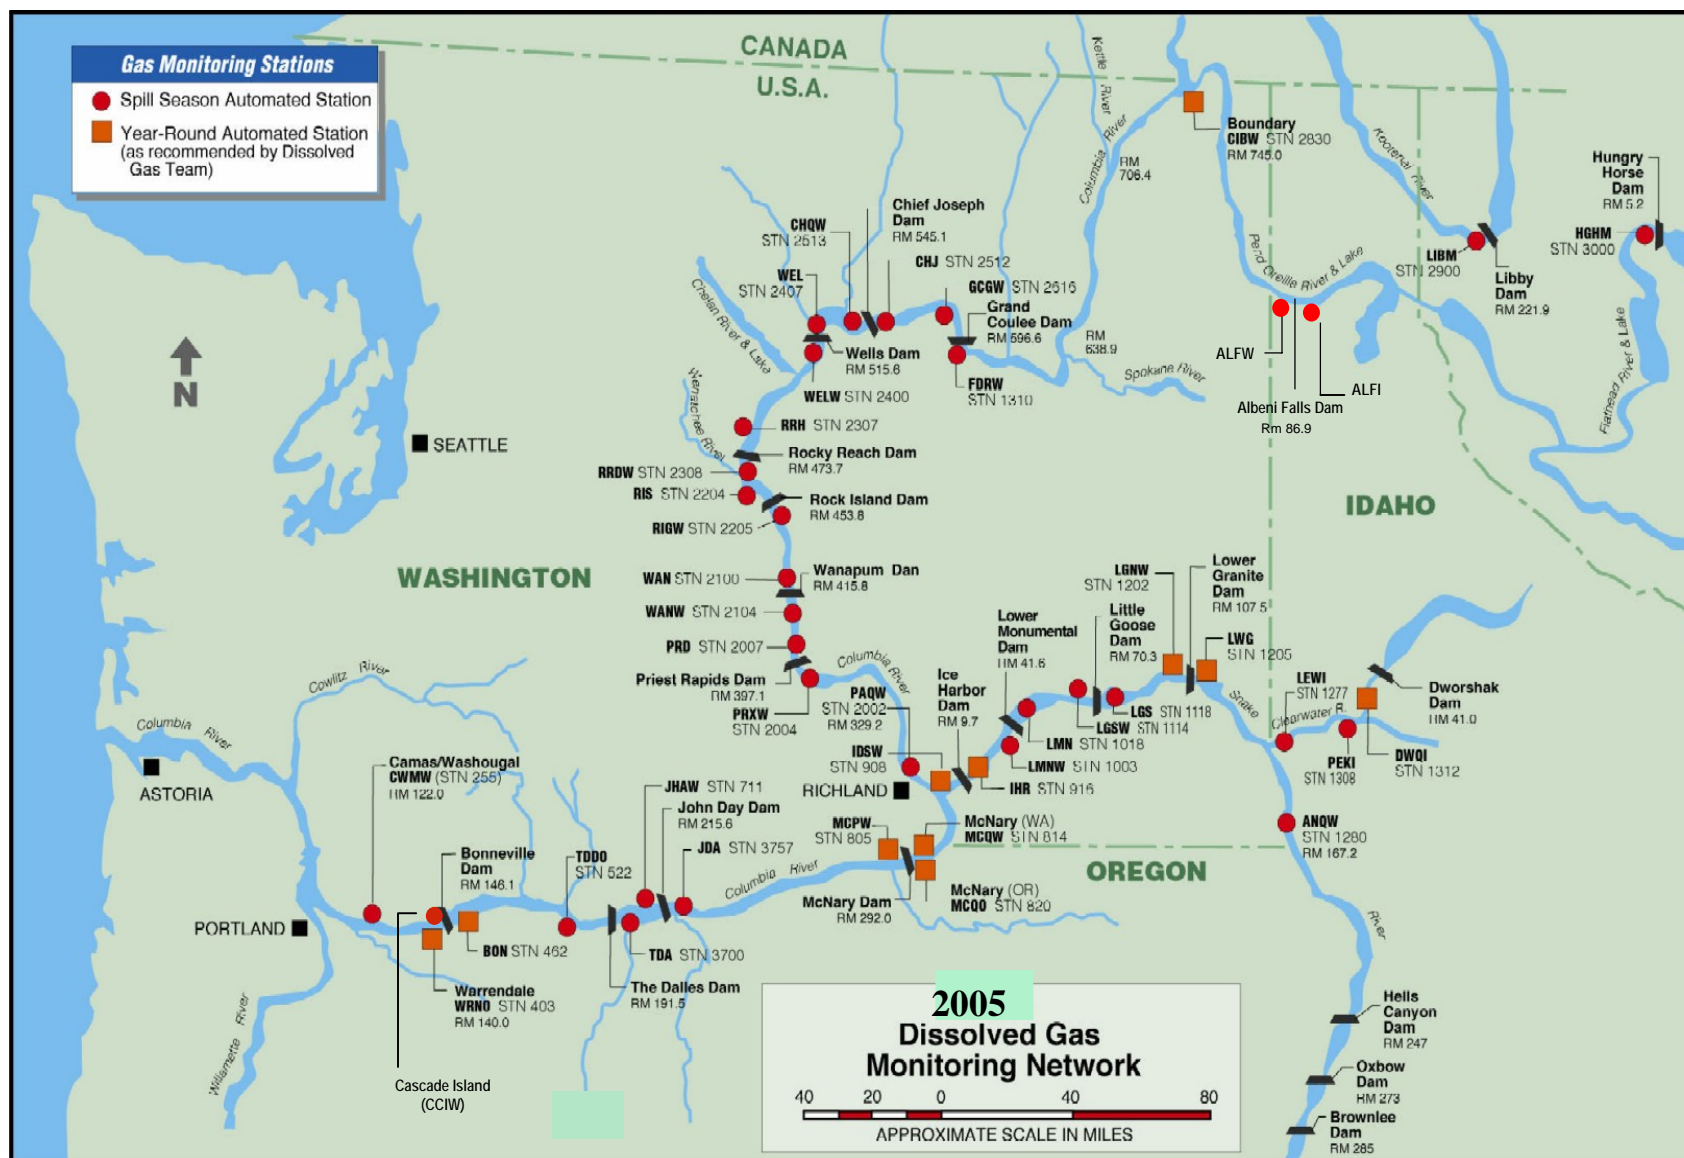 Gas Monitoring Stations
Spill Season Automated Station
Year-Round Automated Station
(as recommended by Dissolved
Gas Team)
CANADA
U.S.A.
Kettle River
Columbia River
RM
706.4
Boundary
CIBW STN 2830
RM 745.0
Kootenai River
Hungry
Horse
Dam
RM 5.2
HGHM
STN 3000
LIBM
STN 2900
Libby
Dam
RM 221.9
Flathead River & Lake
Pend Oreille River & Lake
ALFW
ALFI
Albeni Falls Dam
Rm 86.9
Chief Joseph
Dam
RM 545.1
CHQW
STN 2513
CHJ STN 2512
WEL
STN 2407
GCGW STN 2616
Grand
Coulee Dam
RM 596.6
RM
638.9
Spokane River
FDRW
STN 1310
Chelan River & Lake
Wells Dam
RM 515.6
WELW STN 2400
Wenatchee River
RRH STN 2307
Rocky Reach Dam
RM 473.7
RRDW STN 2308
RIS STN 2204
Rock Island Dam
RM 453.8
RIGW STN 2205
N
SEATTLE
WASHINGTON
IDAHO
WAN STN 2100
Wanapum Dan
RM 415.8
WANW STN 2104
PRD STN 2007
Priest Rapids Dam
RM 397.1
PRXW
STN 2004
Columbia River
PAQW
STN 2002
RM 329.2
Ice
Harbor
Dam
RM 9.7
Lower
Monumental
Dam
RM 41.6
Little
Goose
Dam
RM 70.3
LGNW
STN 1202
Lower
Granite
Dam
RM 107.5
LWG
STN 1205
LGS STN 1118
LGSW STN 1114
LMN STN 1018
LMNW STN 1003
IHR STN 916
IDSW
STN 908
RICHLAND
Snake
LEWI
STN 1277
Clearwater R.
PEKI
STN 1308
DWQI
STN 1312
Dworshak
Dam
RM 41.0
ANQW
STN 1280
RM 167.2
River
Cowlitz River
Columbia River
ASTORIA
Camas/Washougal
CWMW (STN 255)
RM 122.0
JHAW STN 711
John Day Dam
RM 215.6
JDA STN 3757
Columbia River
MCPW
STN 805
McNary (WA)
MCQW STN 814
McNary (OR)
MCQO STN 820
McNary Dam
RM 292.0
OREGON
Bonneville
Dam
RM 146.1
TDDO
STN 522
PORTLAND
BON STN 462
TDA STN 3700
The Dalles Dam
RM 191.5
Warrendale
WRNO STN 403
RM 140.0
Willamette River
Cascade Island
(CCIW)
Hells
Canyon
Dam
RM 247
Oxbow
Dam
RM 273
Brownlee
Dam
RM 285
2005
Dissolved Gas
Monitoring Network
40 20 0 40 80
APPROXIMATE SCALE IN MILES